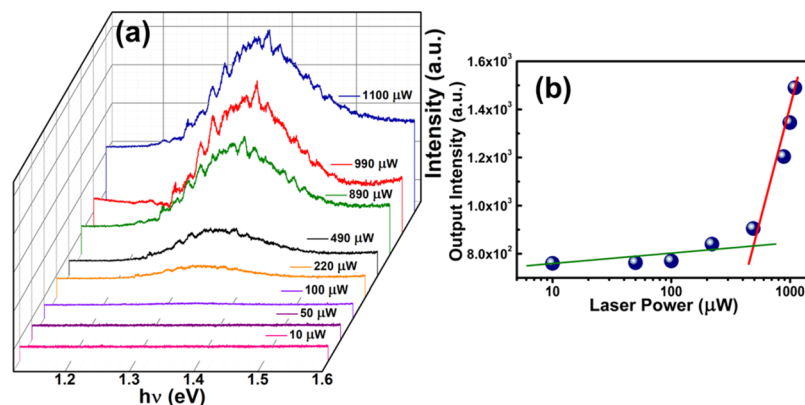 (a)
1100 μW
990 μW
890 μW
490 μW
220 μW
100 μW
50 μW
10 μW
1.2 1.3 1.4 1.5 1.6
hν (eV)
Intensity (a.u.)
(b)
Output Intensity (a.u.)
1.6x10³
1.4x10³
1.2x10³
1.0x10³
8.0x10²
10 100 1000
Laser Power (μW)